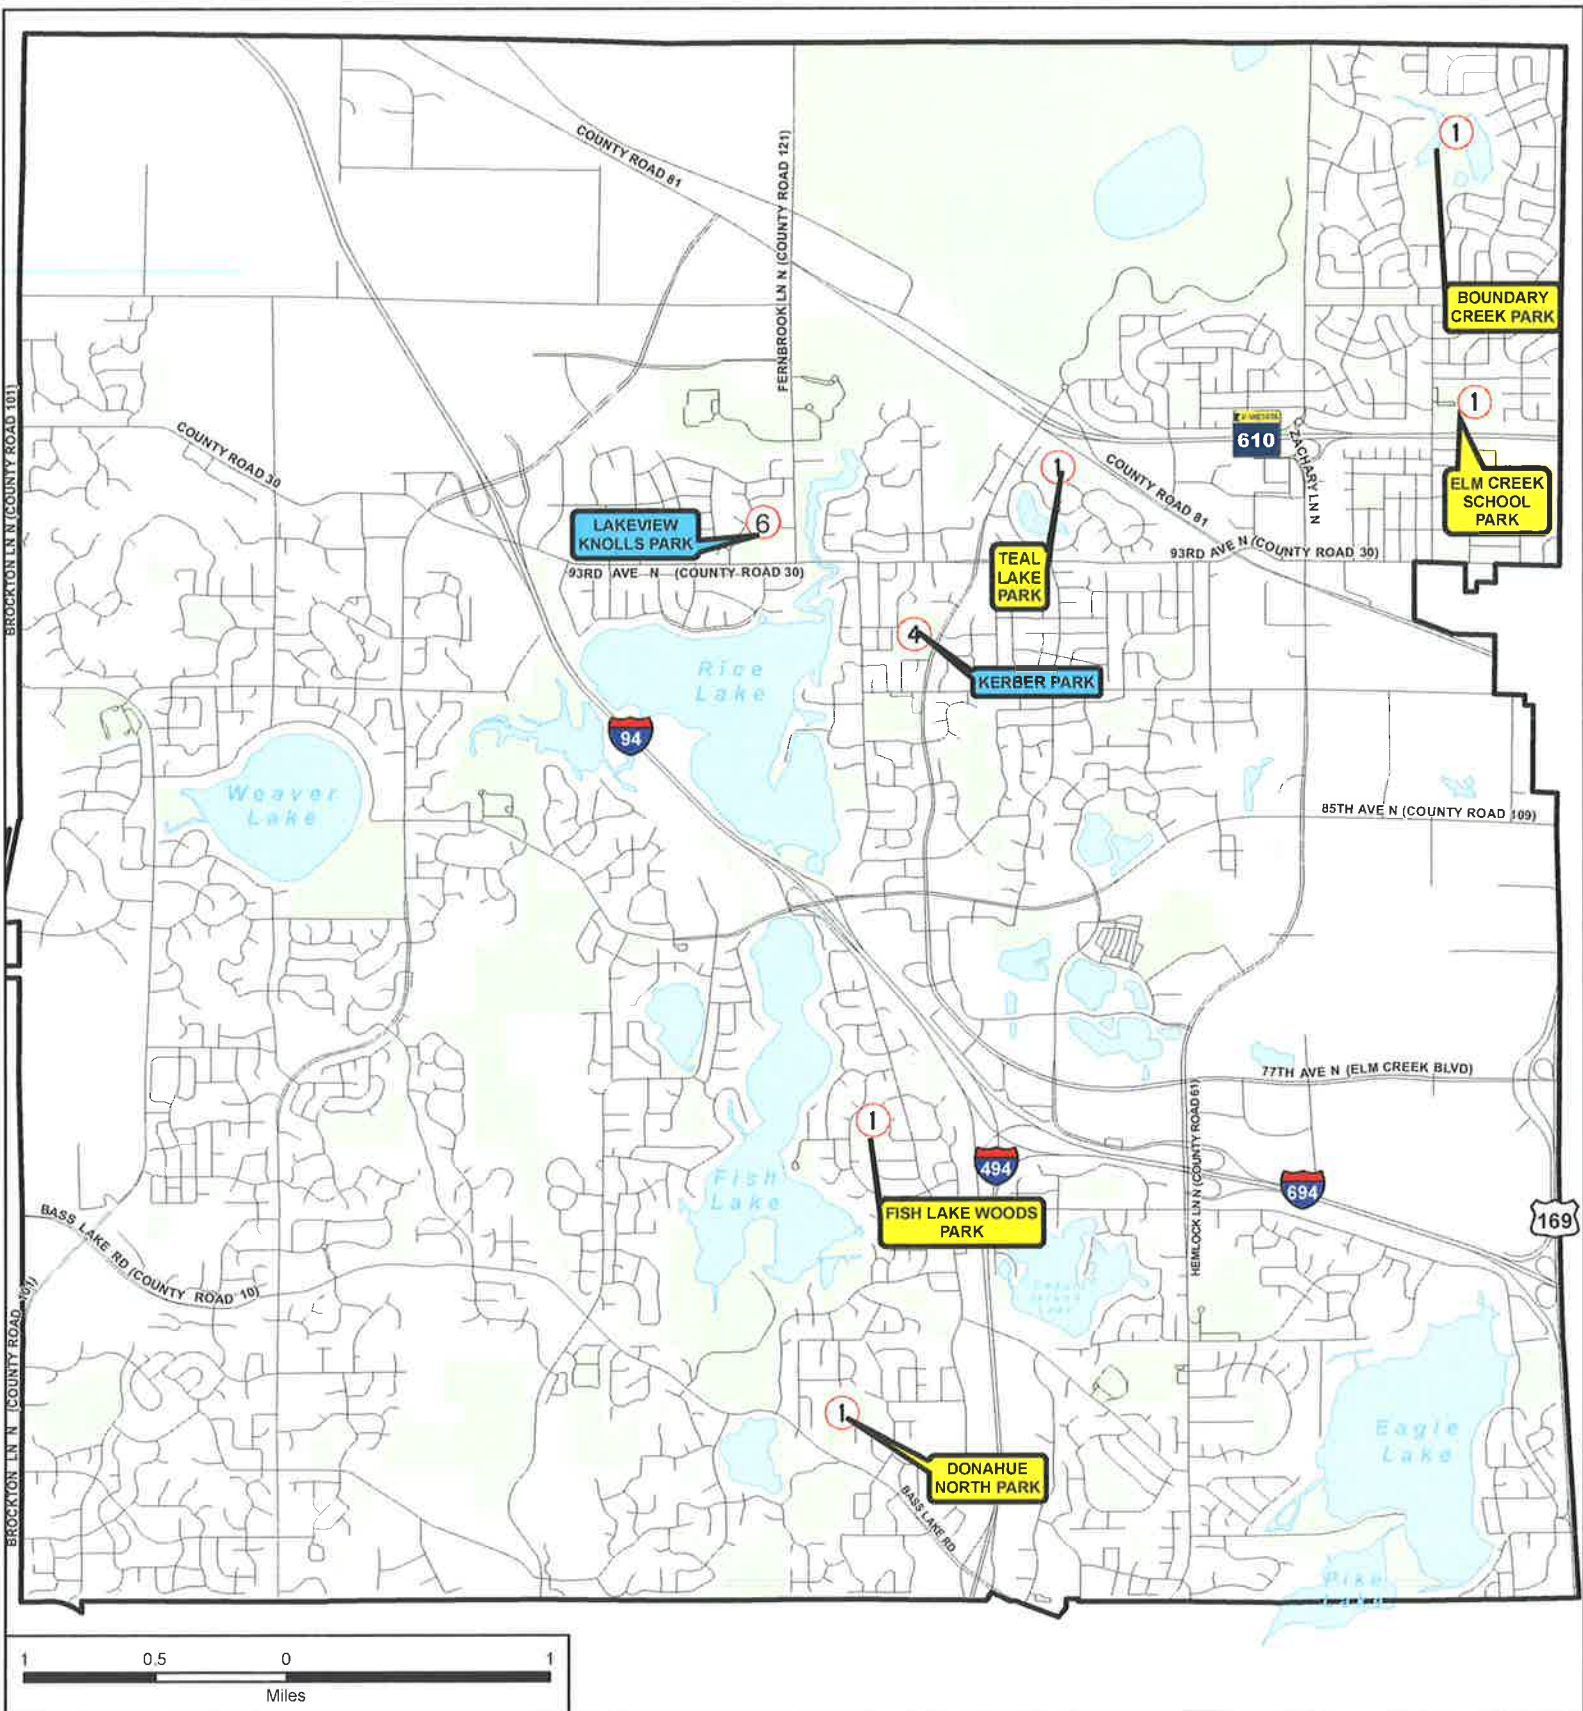 COUNTY ROAD 81
FERNBROOK LN N (COUNTY ROAD 121)
1
BOUNDARY
CREEK PARK
BROCKTON LN N (COUNTY ROAD 101)
COUNTY ROAD 30
1
610
ZACHARY LN N
ELM CREEK
SCHOOL
PARK
1
COUNTY ROAD 81
LAKEVIEW
KNOLLS PARK
6
TEAL
LAKE
PARK
93RD AVE N (COUNTY ROAD 30)
93RD AVE N (COUNTY ROAD 30)
4
KERBER PARK
Rice
Lake
94
Weaver
Lake
85TH AVE N (COUNTY ROAD 109)
77TH AVE N (ELM CREEK BLVD)
HEMLOCK LN N (COUNTY ROAD 61)
1
494
694
169
Fish
Lake
FISH LAKE WOODS
PARK
BASS LAKE RD (COUNTY ROAD 10)
BROCKTON LN N (COUNTY ROAD 101)
Lake
1
Eagle
Lake
DONAHUE
NORTH PARK
BASS LAKE RD
Pike
Lake
1 0.5 0 1
Miles